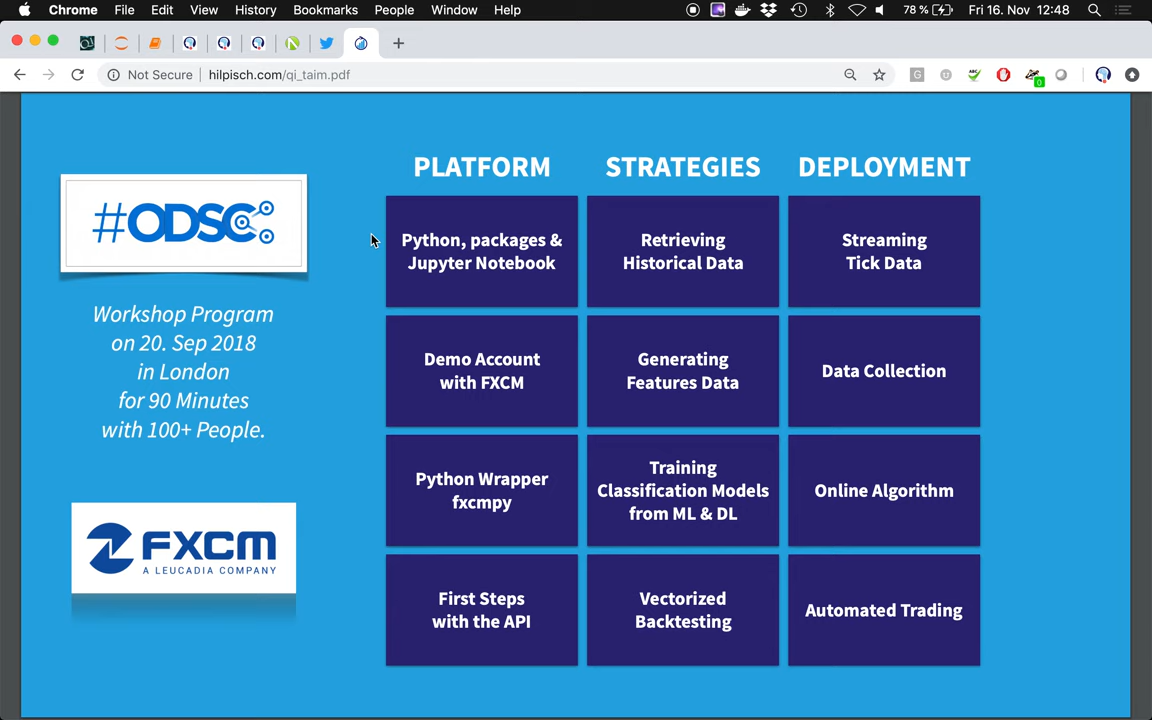 Chrome File Edit View History Bookmarks People Window Help 78 % Fri 16. Nov 12:48
Not Secure hilpisch.com/qi_taim.pdf
ABC
G
0
#ODSC
Workshop Program
on 20. Sep 2018
in London
for 90 Minutes
with 100+ People.
FXCM
A LEUCADIA COMPANY
PLATFORM STRATEGIES DEPLOYMENT
Python, packages &
Jupyter Notebook
Retrieving
Historical Data
Streaming
Tick Data
Demo Account
with FXCM
Generating
Features Data
Data Collection
Python Wrapper
fxcmpy
Training
Classification Models
from ML & DL
Online Algorithm
First Steps
with the API
Vectorized
Backtesting
Automated Trading